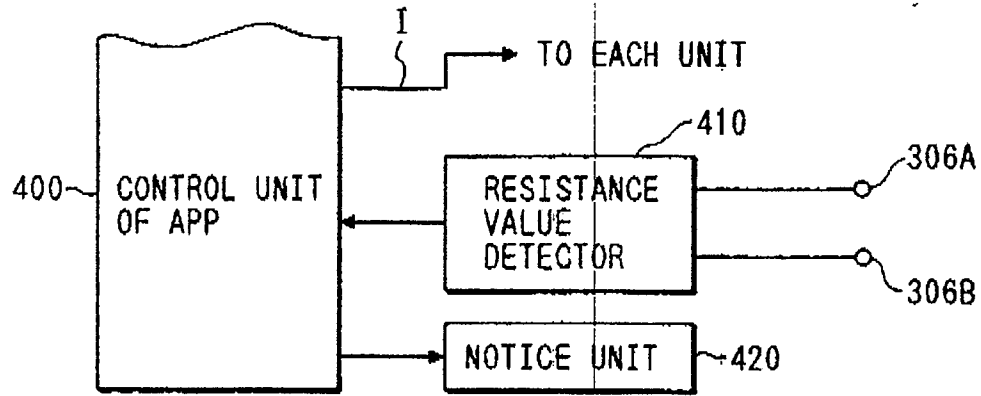 I
TO EACH UNIT
410
306A
400
CONTROL UNIT
OF APP
RESISTANCE
VALUE
DETECTOR
306B
NOTICE UNIT
420